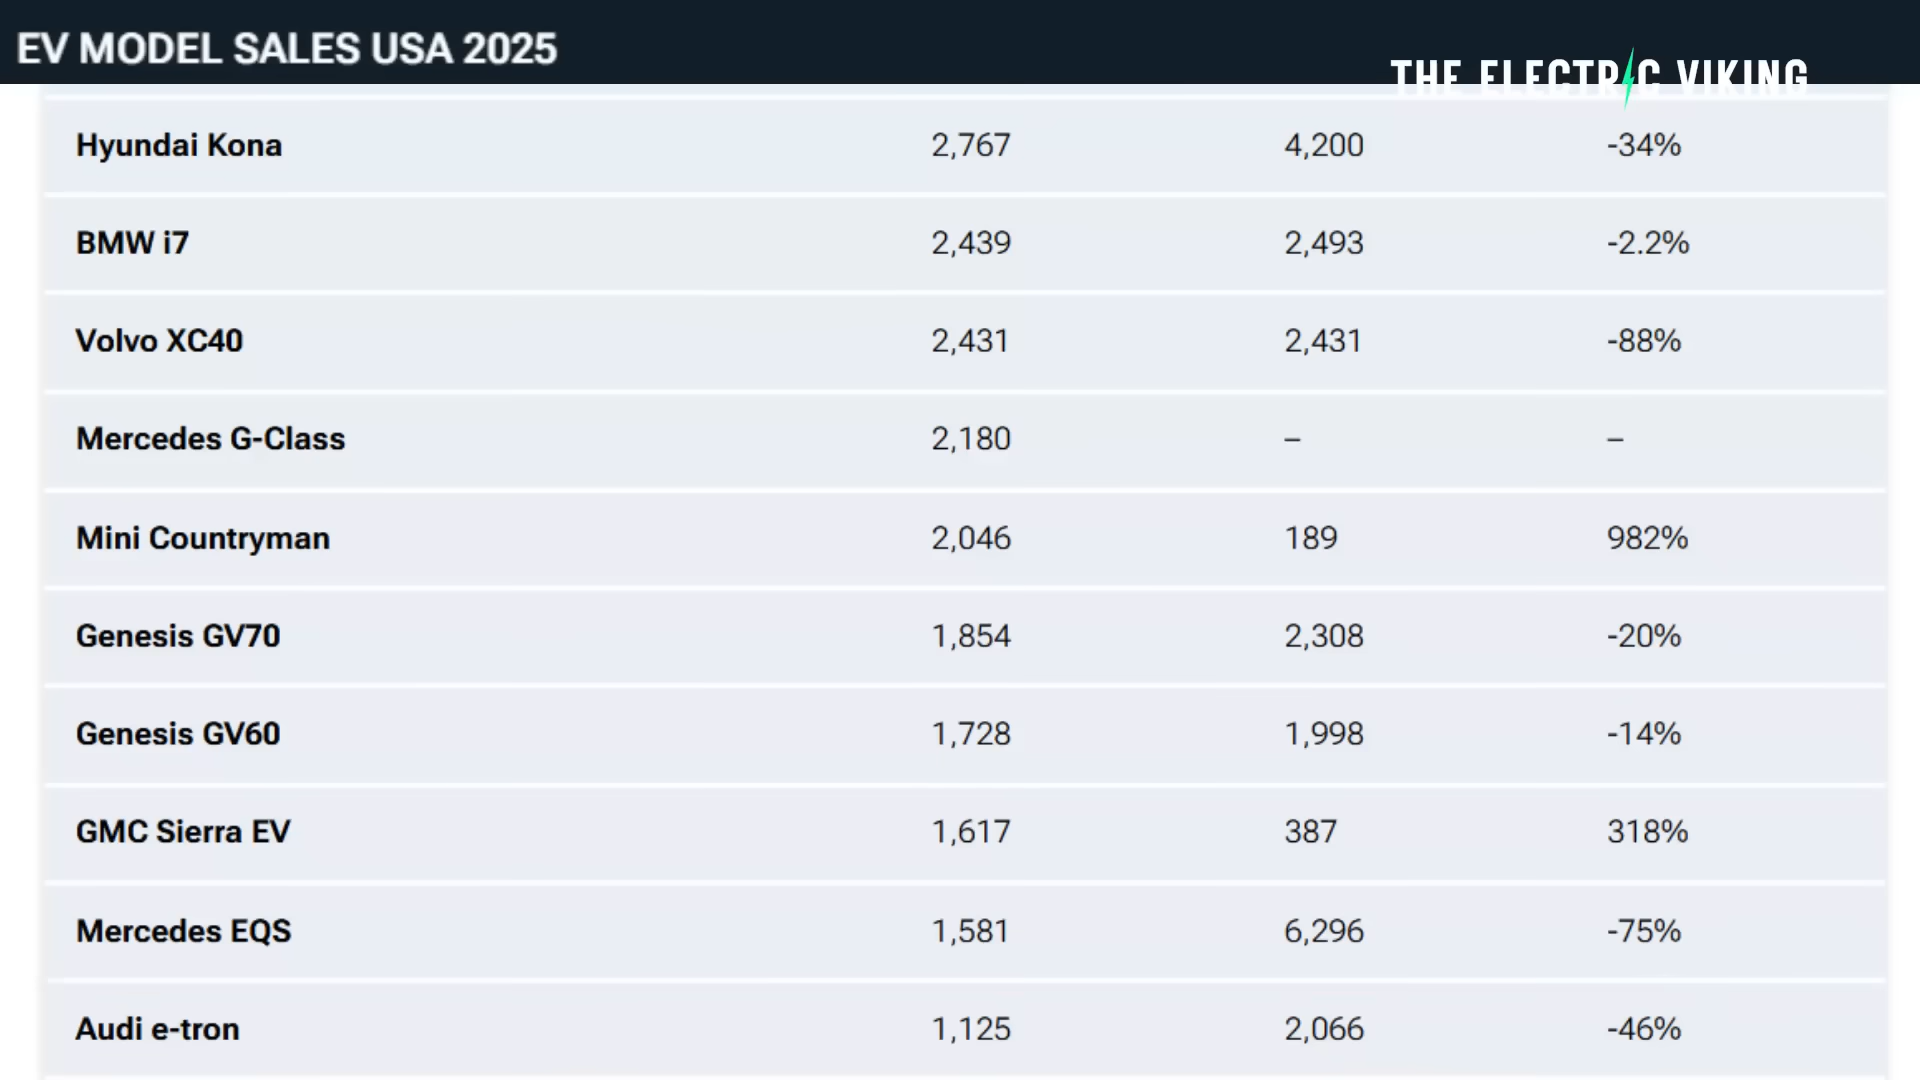 EV MODEL SALES USA 2025
THE ELECTRIC VIKING
Hyundai Kona 2,767 4,200 -34%
BMW i7 2,439 2,493 -2.2%
Volvo XC40 2,431 2,431 -88%
Mercedes G-Class 2,180 – –
Mini Countryman 2,046 189 982%
Genesis GV70 1,854 2,308 -20%
Genesis GV60 1,728 1,998 -14%
GMC Sierra EV 1,617 387 318%
Mercedes EQS 1,581 6,296 -75%
Audi e-tron 1,125 2,066 -46%